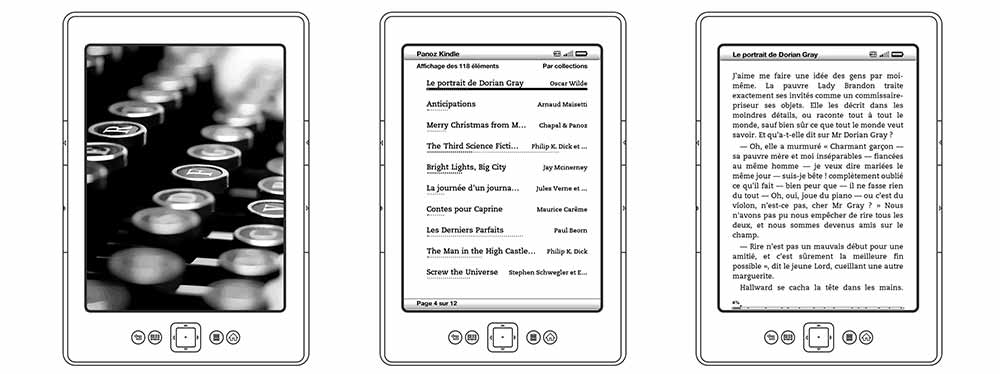 R
F
Panoz Kindle
Affichage des 118 éléments Par collections
Le portrait de Dorian Gray Oscar Wilde
Anticipations Arnaud Maisetti
Merry Christmas from M... Chapal & Panoz
The Third Science Ficti... Philip K. Dick et ...
Bright Lights, Big City Jay Mcinerney
La journée d'un journa... Jules Verne et ...
Contes pour Caprine Maurice Carême
Les Derniers Parfaits Paul Beorn
The Man in the High Castle... Philip K. Dick
Screw the Universe Stephen Schwegler et E...
Page 4 sur 12
Le portrait de Dorian Gray
J'aime me faire une idée des gens par moi-
même. La pauvre Lady Brandon traite
exactement ses invités comme un commissaire-
priseur ses objets. Elle les décrit dans les
moindres détails, ou raconte tout à tout le
monde, sauf bien sûr ce que tout le monde veut
savoir. Et qu'a-t-elle dit sur Mr Dorian Gray ?
— Oh, elle a murmuré « Charmant garçon —
sa pauvre mère et moi inséparables — fiancées
au même homme — je veux dire mariées le
même jour — suis-je bête ! complètement oublié
ce qu'il fait — bien peur que — il ne fasse rien
du tout — Oh, oui, joue du piano — ou c'est du
violon, n'est-ce pas, cher Mr Gray ? » Nous
n'avons pas pu nous empêcher de rire tous les
deux, et nous sommes devenus amis sur le
champ.
— Rire n'est pas un mauvais début pour une
amitié, et c'est sûrement la meilleure fin
possible », dit le jeune Lord, cueillant une autre
marguerite.
Hallward se cacha la tête dans les mains.